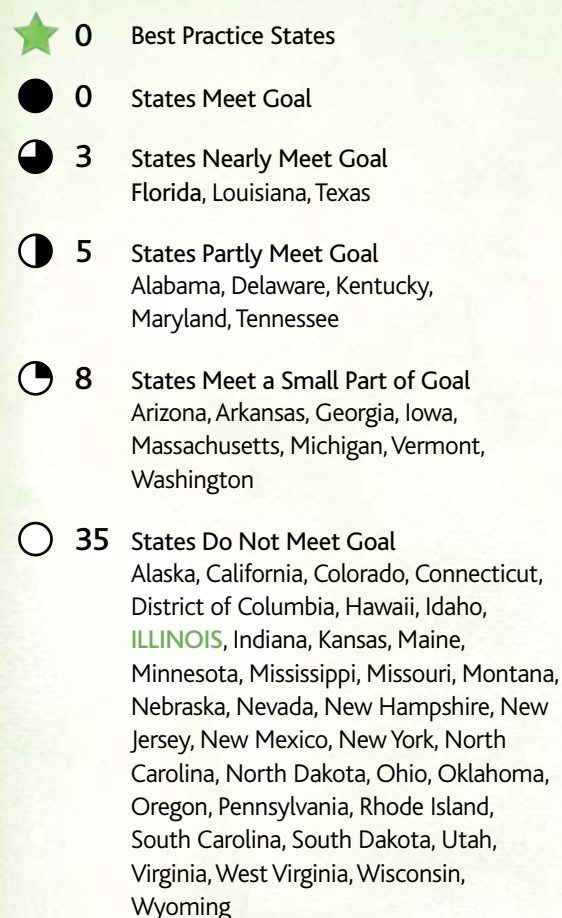 0 Best Practice States
0 States Meet Goal
3 States Nearly Meet Goal
Florida, Louisiana, Texas
5 States Partly Meet Goal
Alabama, Delaware, Kentucky,
Maryland, Tennessee
8 States Meet a Small Part of Goal
Arizona, Arkansas, Georgia, Iowa,
Massachusetts, Michigan, Vermont,
Washington
35 States Do Not Meet Goal
Alaska, California, Colorado, Connecticut,
District of Columbia, Hawaii, Idaho,
ILLINOIS, Indiana, Kansas, Maine,
Minnesota, Mississippi, Missouri, Montana,
Nebraska, Nevada, New Hampshire, New
Jersey, New Mexico, New York, North
Carolina, North Dakota, Ohio, Oklahoma,
Oregon, Pennsylvania, Rhode Island,
South Carolina, South Dakota, Utah,
Virginia, West Virginia, Wisconsin,
Wyoming